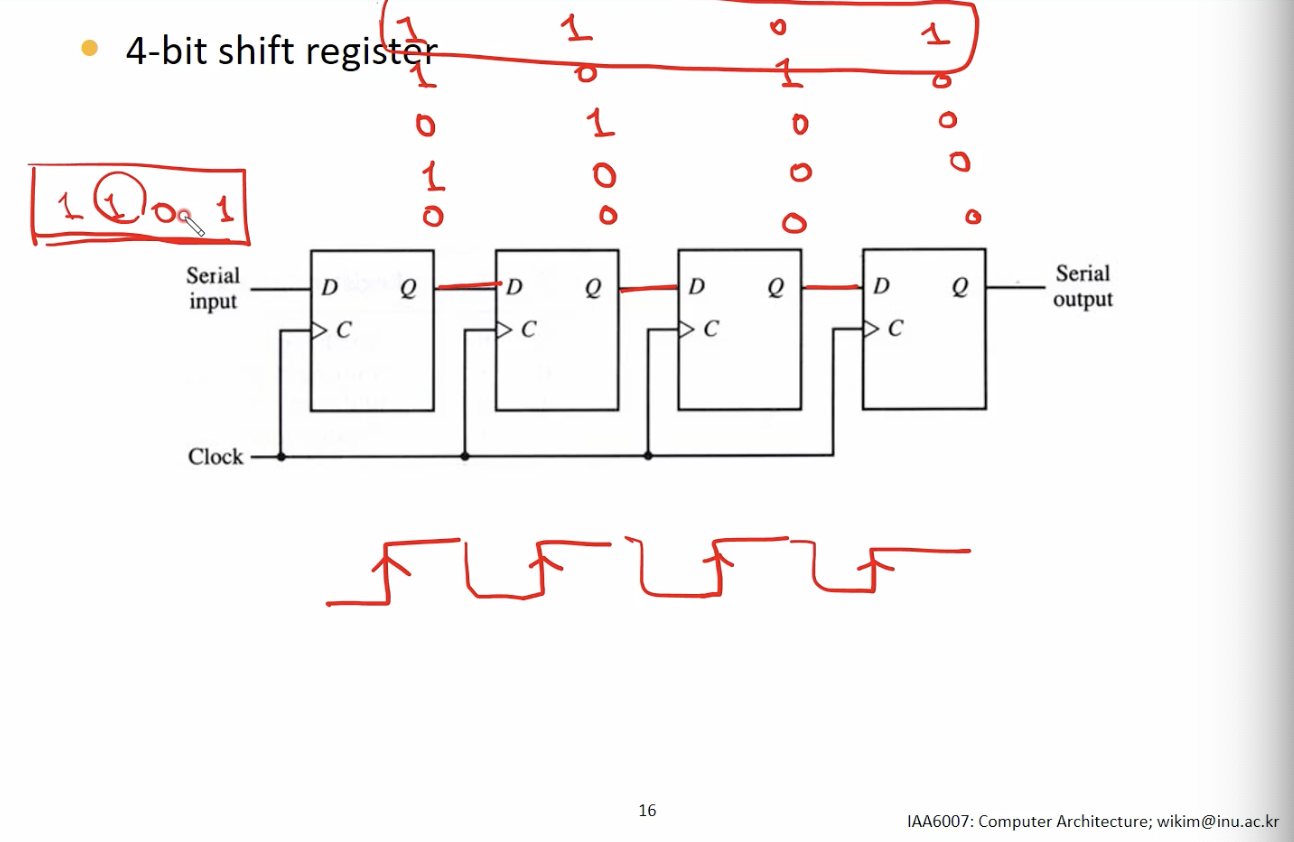 1 1 0 1
• 4-bit shift register
1 0 1 0
0 1 0 0
1 0 0 0
1 1 0 1
0 0 0 0
Serial input
D Q D Q D Q D Q
Serial output
C C C C
Clock
16
IAA6007: Computer Architecture; wikim@inu.ac.kr